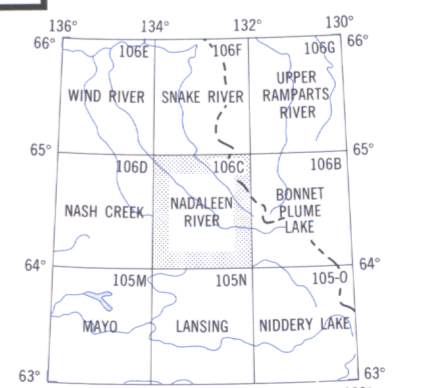 136° 134° 132° 130°
66° 106E 106F 106G 66°
WIND RIVER
SNAKE RIVER
UPPER
RAMPARTS
RIVER
65° 106D 106C 106B 65°
NASH CREEK
NADALEEN
RIVER
BONNET
PLUME
LAKE
64° 105M 105N 105-O 64°
MAYO LANSING NIDDERY LAKE
63° 63°